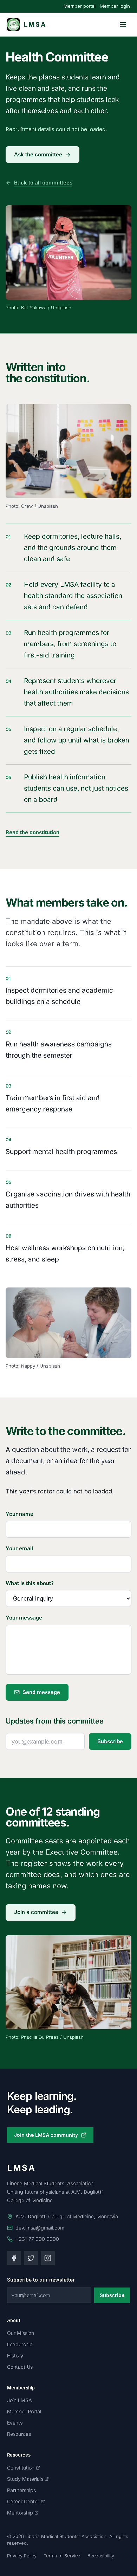 Member portal Member login
LMSA
Health Committee
Keeps the places students learn and
sleep in safe, and runs the
programmes that help students look
after themselves and each other.
Recruitment details could not be loaded.
Ask the committee →
← Back to all committees
Photo: Kat Yukawa / Unsplash
Written into
the constitution.
Photo: Crew / Unsplash
01 Keep dormitories, lecture halls,
and the grounds around them
clean and safe
02 Hold every LMSA facility to a
health standard the association
sets and can defend
03 Run health programmes for
members, from screenings to
first-aid training
04 Represent students wherever
health authorities make decisions
that affect them
05 Inspect on a regular schedule,
and follow up until what is broken
gets fixed
06 Publish health information
students can use, not just notices
on a board
Read the constitution
What members take on.
The mandate above is what the
constitution requires. This is what it
looks like over a term.
01
Inspect dormitories and academic
buildings on a schedule
02
Run health awareness campaigns
through the semester
03
Train members in first aid and
emergency response
04
Support mental health programmes
05
Organise vaccination drives with health
authorities
06
Host wellness workshops on nutrition,
stress, and sleep
Photo: Nappy / Unsplash
Write to the committee.
A question about the work, a request for
a document, or an idea for the year
ahead.
This year's roster could not be loaded.
Your name
Your email
What is this about?
General inquiry
Your message
Send message
Updates from this committee
you@example.com
Subscribe
One of 12 standing
committees.
Committee seats are appointed each
year by the Executive Committee.
The register shows the work every
committee does, and which ones are
taking names now.
Join a committee →
Photo: Priscilla Du Preez / Unsplash
Keep learning.
Keep leading.
Join the LMSA community
LMSA
Liberia Medical Students' Association
Uniting future physicians at A.M. Dogliotti
College of Medicine
A.M. Dogliotti College of Medicine, Monrovia
+231 77 000 0000
Subscribe to our newsletter
your@email.com
Subscribe
About
Our Mission
Leadership
History
Contact Us
Membership
Join LMSA
Member Portal
Events
Resources
Resources
Constitution
Study Materials
Partnerships
Career Center
Mentorship
© 2026 Liberia Medical Students' Association. All rights
reserved.
Privacy Policy Terms of Service Accessibility